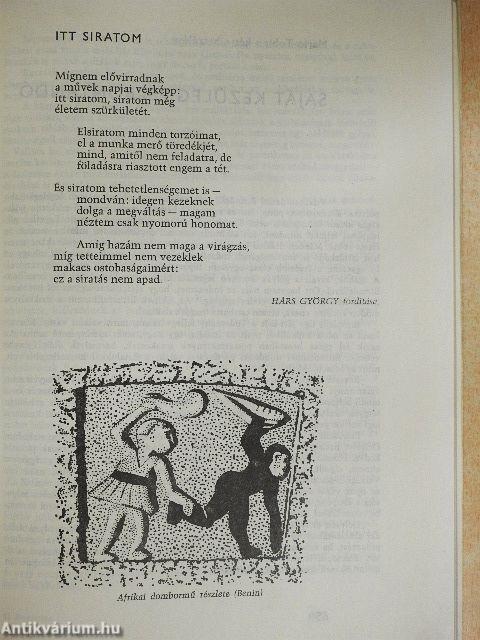 ITT SIRATOM
Mígnem elővirradnak
a művek napjai végképp:
itt siratom, siratom még
életem szürkületét.
Elsiratom minden torzóimat,
el a munka merő töredékjét,
mind, amitől nem feladatra, de
föladásra riasztott engem a tét.
És siratom tehetetlenségemet is —
mondván: idegen kezeknek
dolga a megváltás — magam
néztem csak nyomorú honomat.
Amíg hazám nem maga a virágzás,
míg tetteimmel nem vezeklek
makacs ostobaságaimért:
ez a siratás nem apad.
HARS GYÖRGY fordítása
Afrikai dombormű részlete (Benin)
Antikvárium.hu